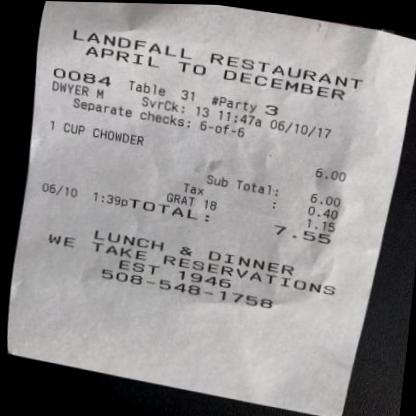 LANDFALL RESTAURANT
APRIL TO DECEMBER
0084 Table 31 #Party 3
DWYER M SvrCk: 13 11:47a 06/10/17
Separate checks: 6-of-6
1 CUP CHOWDER 6.00
Sub Total: 6.00
Tax : 0.40
GRAT 18 1.15
06/10 1:39pTOTAL: 7.55
LUNCH & DINNER
WE TAKE RESERVATIONS
EST 1946
508-548-1758